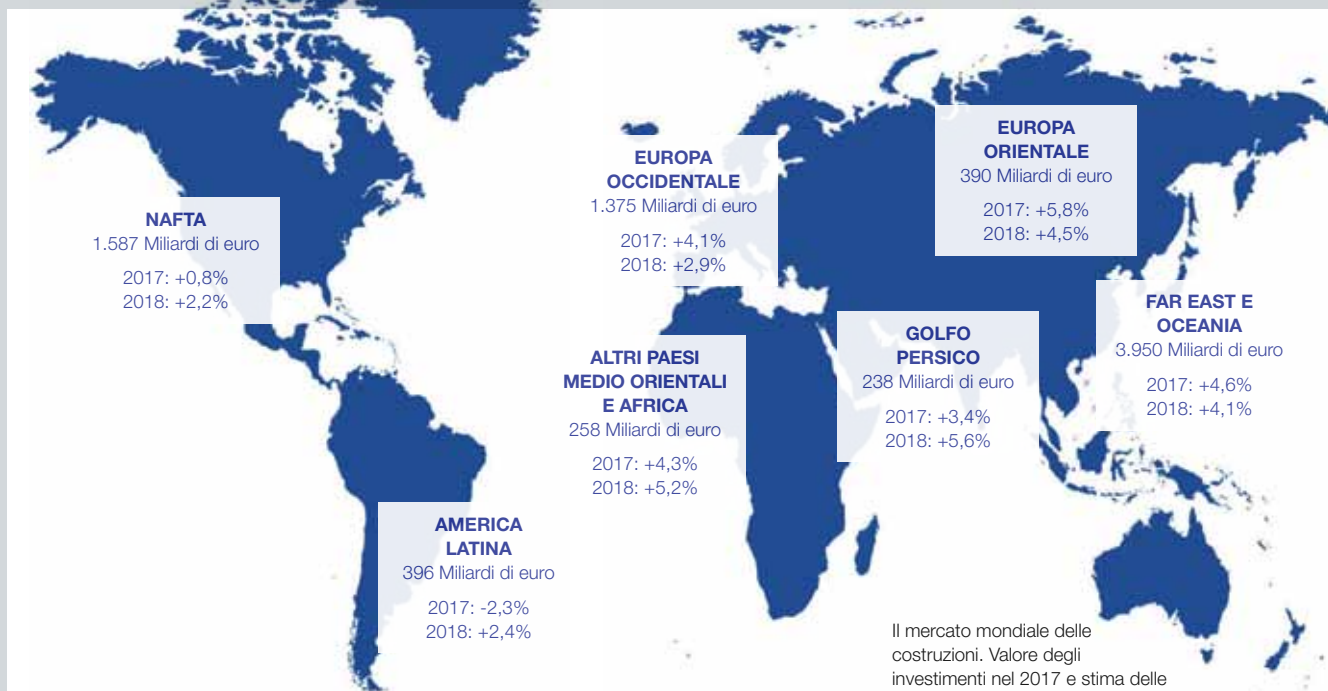 NAFTA
1.587 Miliardi di euro
2017: +0,8%
2018: +2,2%
EUROPA
OCCIDENTALE
1.375 Miliardi di euro
2017: +4,1%
2018: +2,9%
EUROPA
ORIENTALE
390 Miliardi di euro
2017: +5,8%
2018: +4,5%
ALTRI PAESI
MEDIO ORIENTALI
E AFRICA
258 Miliardi di euro
2017: +4,3%
2018: +5,2%
GOLFO
PERSICO
238 Miliardi di euro
2017: +3,4%
2018: +5,6%
FAR EAST E
OCEANIA
3.950 Miliardi di euro
2017: +4,6%
2018: +4,1%
AMERICA
LATINA
396 Miliardi di euro
2017: -2,3%
2018: +2,4%
Il mercato mondiale delle
costruzioni. Valore degli
investimenti nel 2017 e stima delle